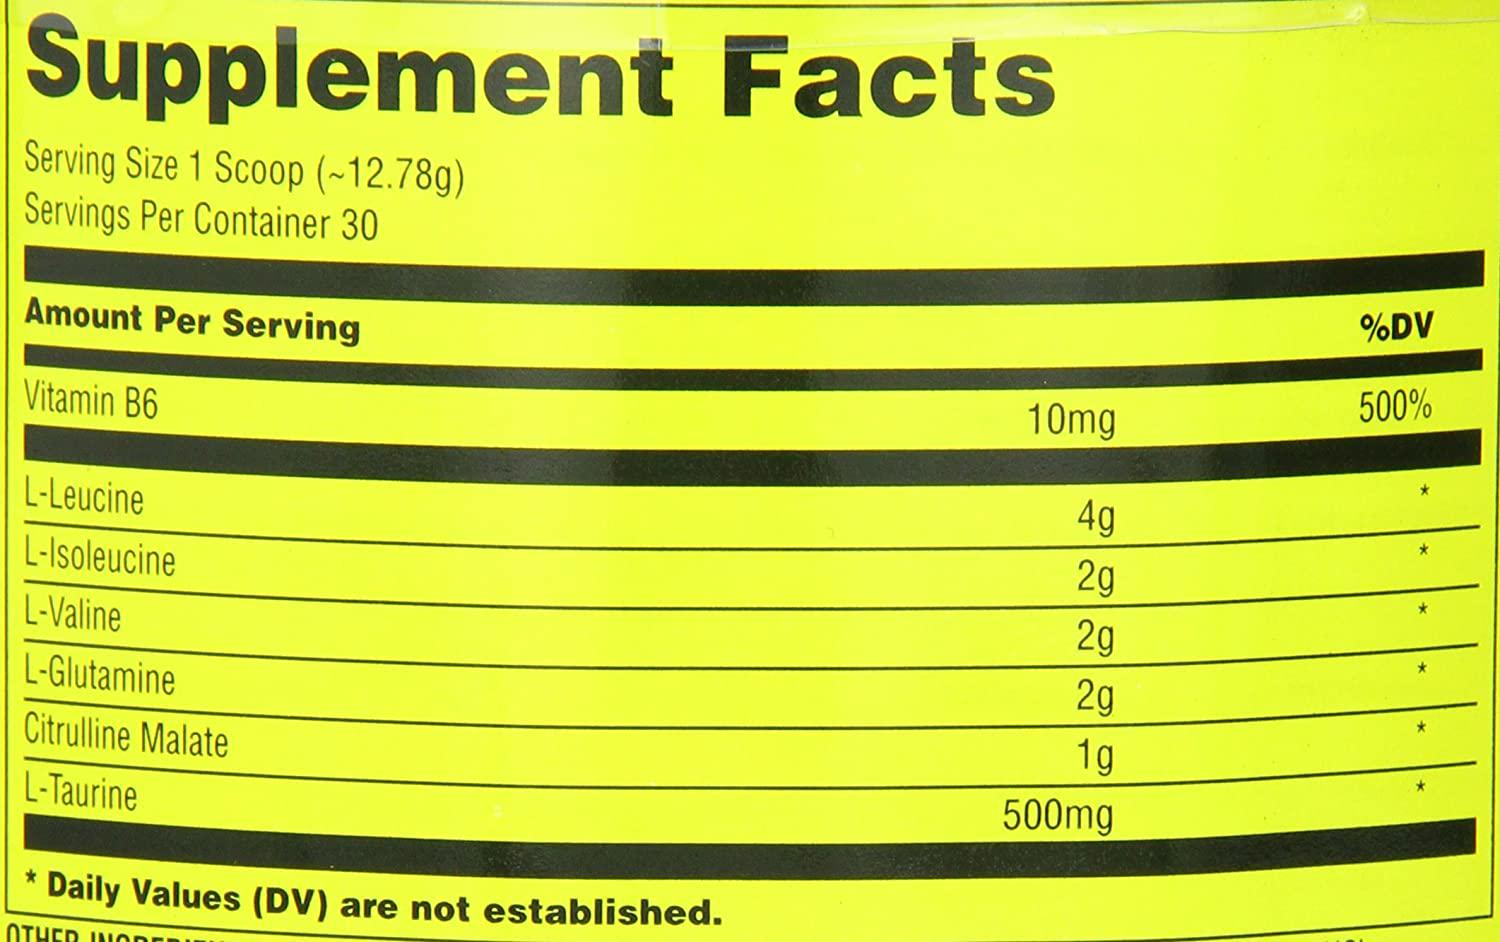 Supplement Facts
Serving Size 1 Scoop (~12.78g)
Servings Per Container 30
Amount Per Serving %DV
Vitamin B6 10mg 500%
L-Leucine 4g *
L-Isoleucine 2g *
L-Valine 2g *
L-Glutamine 2g *
Citrulline Malate 1g *
L-Taurine 500mg *
* Daily Values (DV) are not established.
OTHER